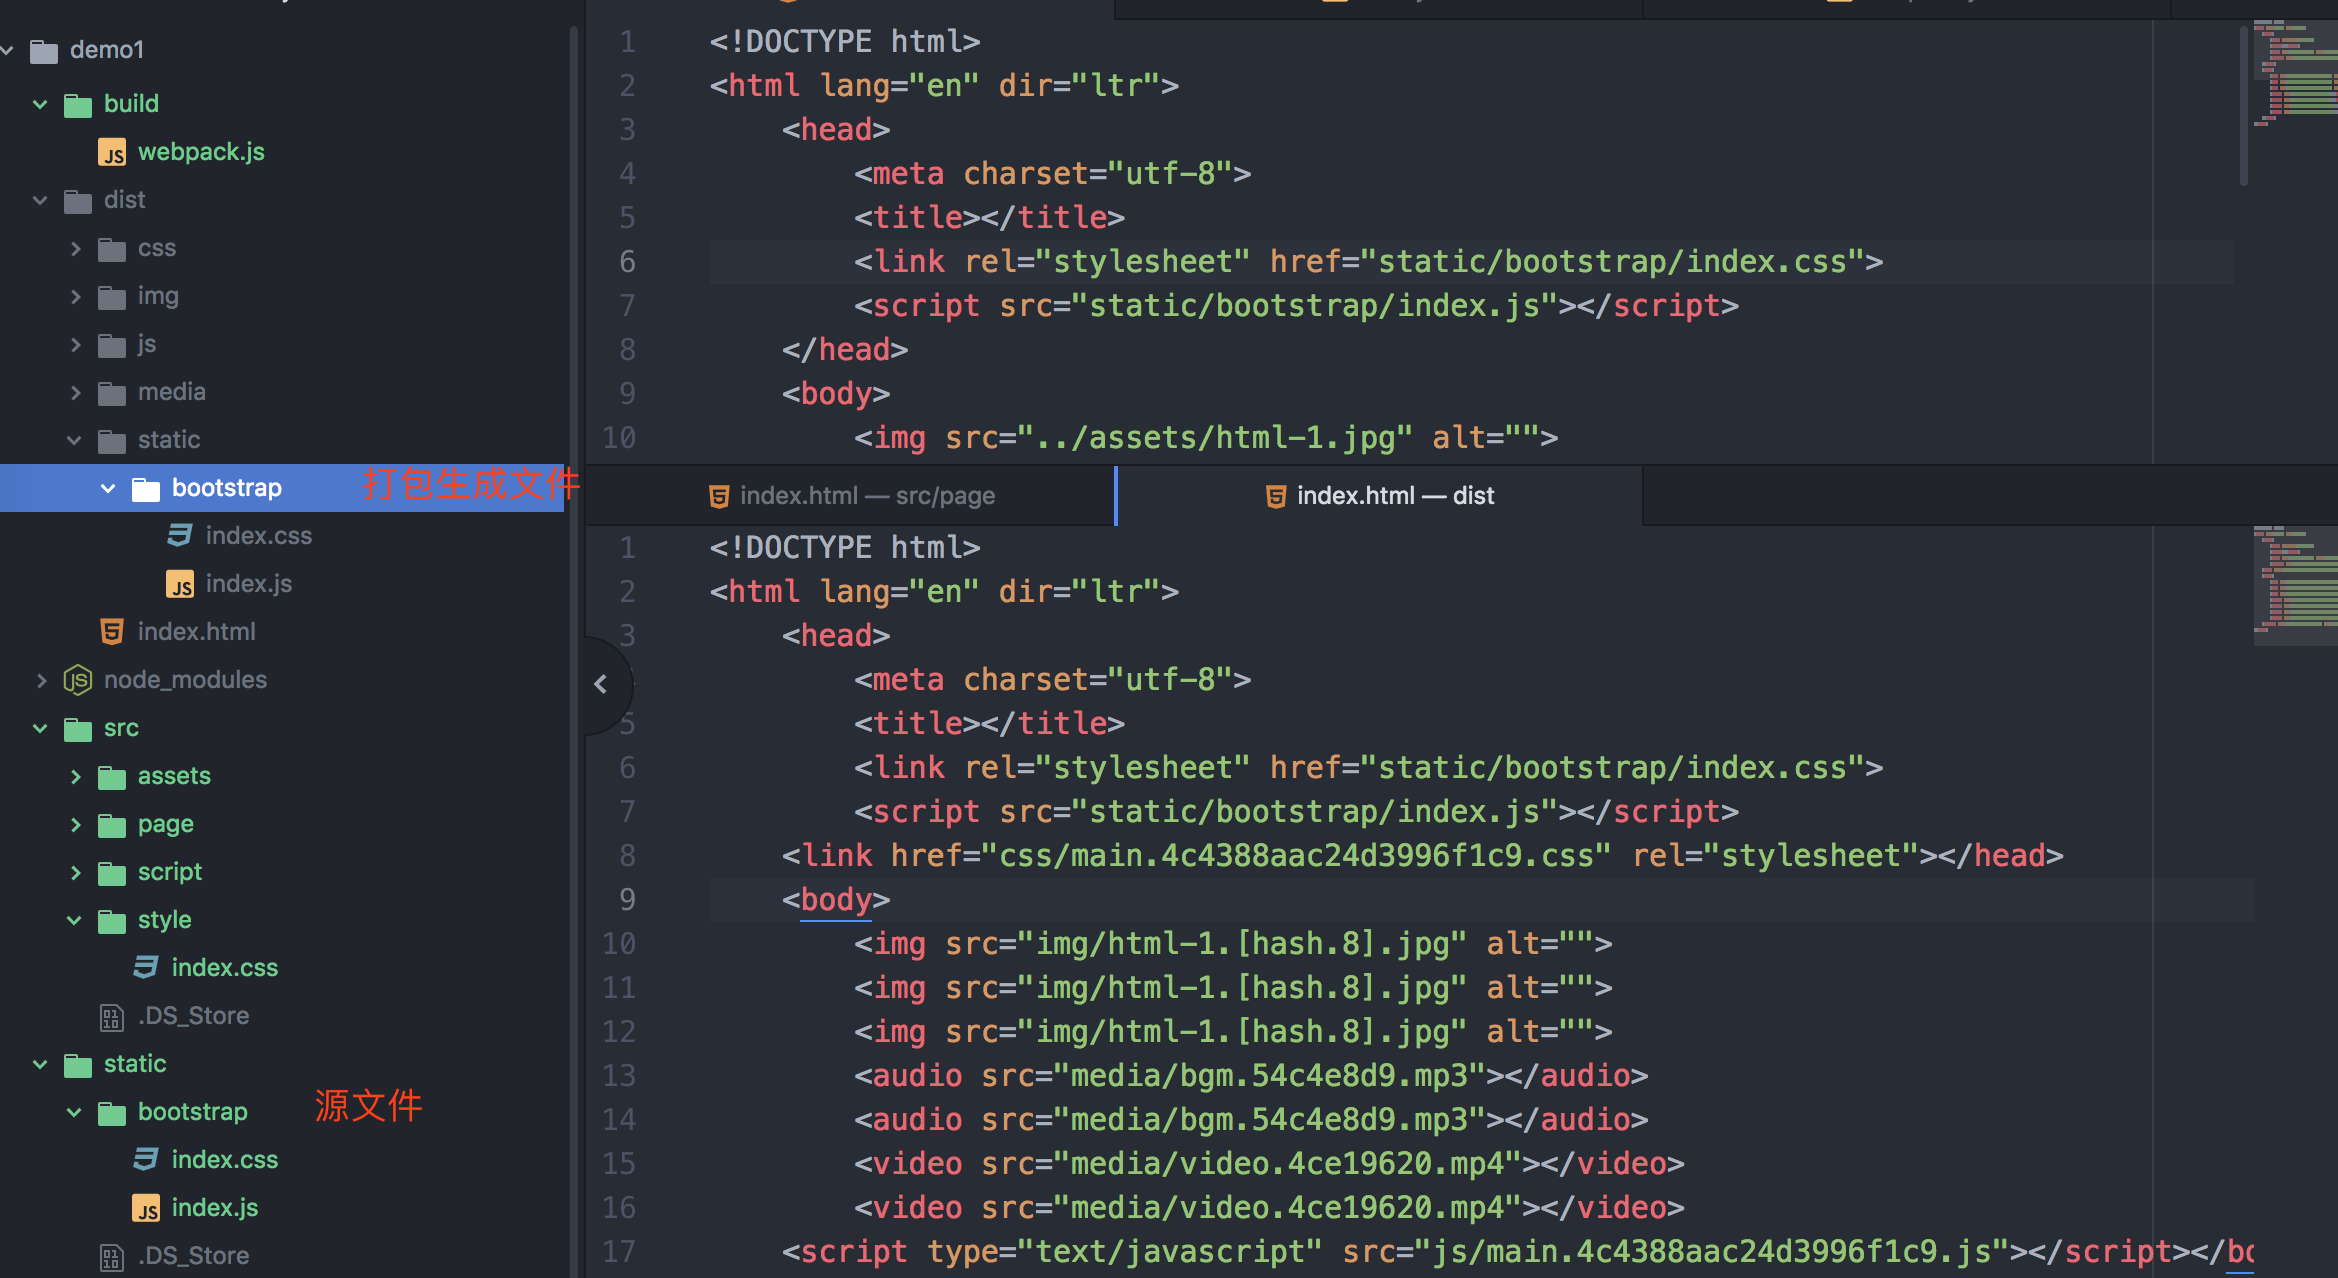 demo1
build
webpack.js
dist
css
img
js
media
static
bootstrap 打包生成文件
index.css
index.js
index.html
node_modules
src
assets
page
script
style
index.css
.DS_Store
static
bootstrap 源文件
index.css
index.js
.DS_Store
1 <!DOCTYPE html>
2 <html lang="en" dir="ltr">
3 <head>
4 <meta charset="utf-8">
5 <title></title>
6 <link rel="stylesheet" href="static/bootstrap/index.css">
7 <script src="static/bootstrap/index.js"></script>
8 </head>
9 <body>
10 <img src="../assets/html-1.jpg" alt="">
index.html — src/page index.html — dist
1 <!DOCTYPE html>
2 <html lang="en" dir="ltr">
3 <head>
<meta charset="utf-8">
5 <title></title>
6 <link rel="stylesheet" href="static/bootstrap/index.css">
7 <script src="static/bootstrap/index.js"></script>
8 <link href="css/main.4c4388aac24d3996f1c9.css" rel="stylesheet"></head>
9 <body>
10 <img src="img/html-1.[hash.8].jpg" alt="">
11 <img src="img/html-1.[hash.8].jpg" alt="">
12 <img src="img/html-1.[hash.8].jpg" alt="">
13 <audio src="media/bgm.54c4e8d9.mp3"></audio>
14 <audio src="media/bgm.54c4e8d9.mp3"></audio>
15 <video src="media/video.4ce19620.mp4"></video>
16 <video src="media/video.4ce19620.mp4"></video>
17 <script type="text/javascript" src="js/main.4c4388aac24d3996f1c9.js"></script></bo